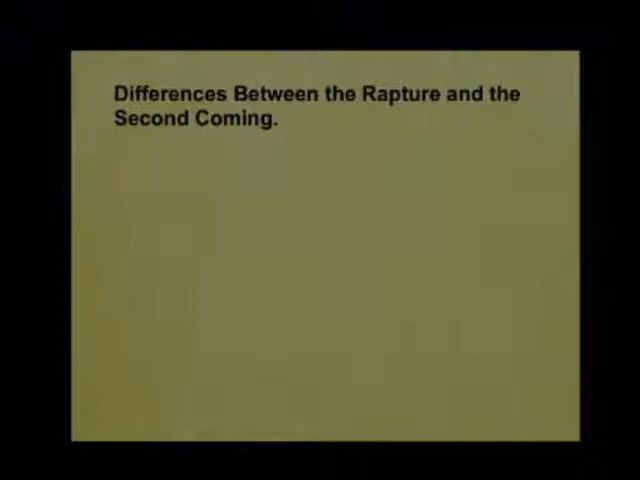 Differences Between the Rapture and the
Second Coming.